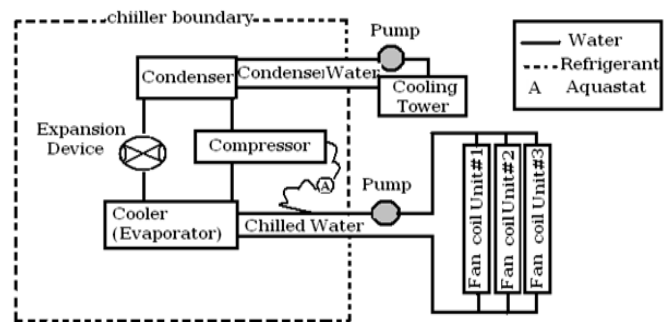 chiiller boundary
Pump
Water
Refrigerant
A Aquastat
Condenser
Condenser Water
Cooling
Tower
Expansion
Device
Compressor
A
Pump
Cooler
(Evaporator)
Chilled Water
Fan coil Unit#1
Fan coil Unit#2
Fan coil Unit#3